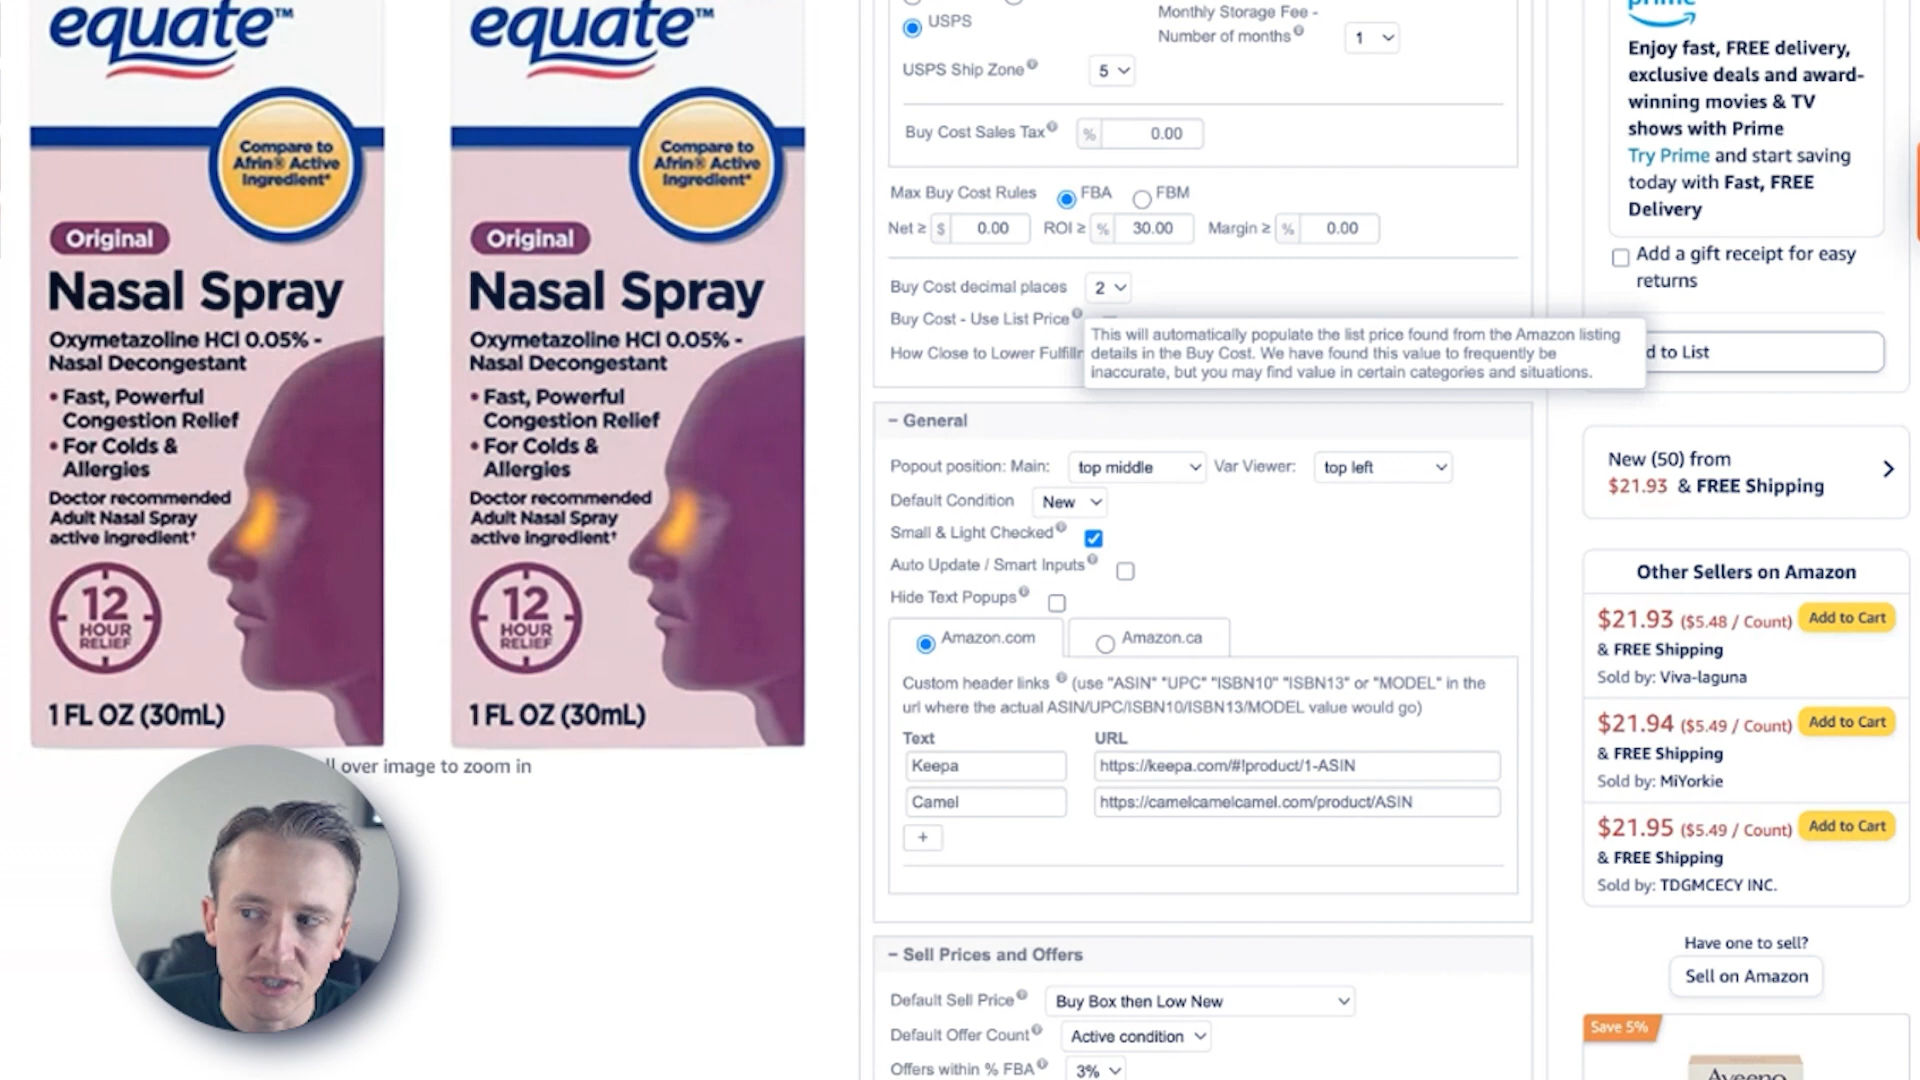 equate™
Compare to
Afrin® Active
Ingredient*
Original
Nasal Spray
Oxymetazoline HCl 0.05% -
Nasal Decongestant
• Fast, Powerful
Congestion Relief
• For Colds &
Allergies
Doctor recommended
Adult Nasal Spray
active ingredient†
12
HOUR
RELIEF
1 FL OZ (30mL)
equate™
Compare to
Afrin® Active
Ingredient*
Original
Nasal Spray
Oxymetazoline HCl 0.05% -
Nasal Decongestant
• Fast, Powerful
Congestion Relief
• For Colds &
Allergies
Doctor recommended
Adult Nasal Spray
active ingredient†
12
HOUR
RELIEF
1 FL OZ (30mL)
over image to zoom in
USPS
Monthly Storage Fee -
Number of months
1
USPS Ship Zone
5
Buy Cost Sales Tax
%
0.00
Max Buy Cost Rules
FBA
FBM
Net ≥ $ 0.00 ROI ≥ % 30.00 Margin ≥ % 0.00
Buy Cost decimal places
2
Buy Cost - Use List Price
How Close to Lower
This will automatically populate the list price found from the Amazon listing
details in the Buy Cost. We have found this value to frequently be
inaccurate, but you may find value in certain categories and situations.
− General
Popout position: Main: top middle Var Viewer: top left
Default Condition New
Small & Light Checked
Auto Update / Smart Inputs
Hide Text Popups
Amazon.com
Amazon.ca
Custom header links (use "ASIN" "UPC" "ISBN10" "ISBN13" or "MODEL" in the
url where the actual ASIN/UPC/ISBN10/ISBN13/MODEL value would go)
Text
URL
Keepa
https://keepa.com/#!product/1-ASIN
Camel
https://camelcamelcamel.com/product/ASIN
+
− Sell Prices and Offers
Default Sell Price Buy Box then Low New
Default Offer Count Active condition
Offers within % FBA 3%
prime
Enjoy fast, FREE delivery,
exclusive deals and award-
winning movies & TV
shows with Prime
Try Prime and start saving
today with Fast, FREE
Delivery
Add a gift receipt for easy
returns
to List
New (50) from
$21.93 & FREE Shipping
Other Sellers on Amazon
$21.93 ($5.48 / Count) Add to Cart
& FREE Shipping
Sold by: Viva-laguna
$21.94 ($5.49 / Count) Add to Cart
& FREE Shipping
Sold by: MiYorkie
$21.95 ($5.49 / Count) Add to Cart
& FREE Shipping
Sold by: TDGMCECY INC.
Have one to sell?
Sell on Amazon
Save 5%
Aveeno